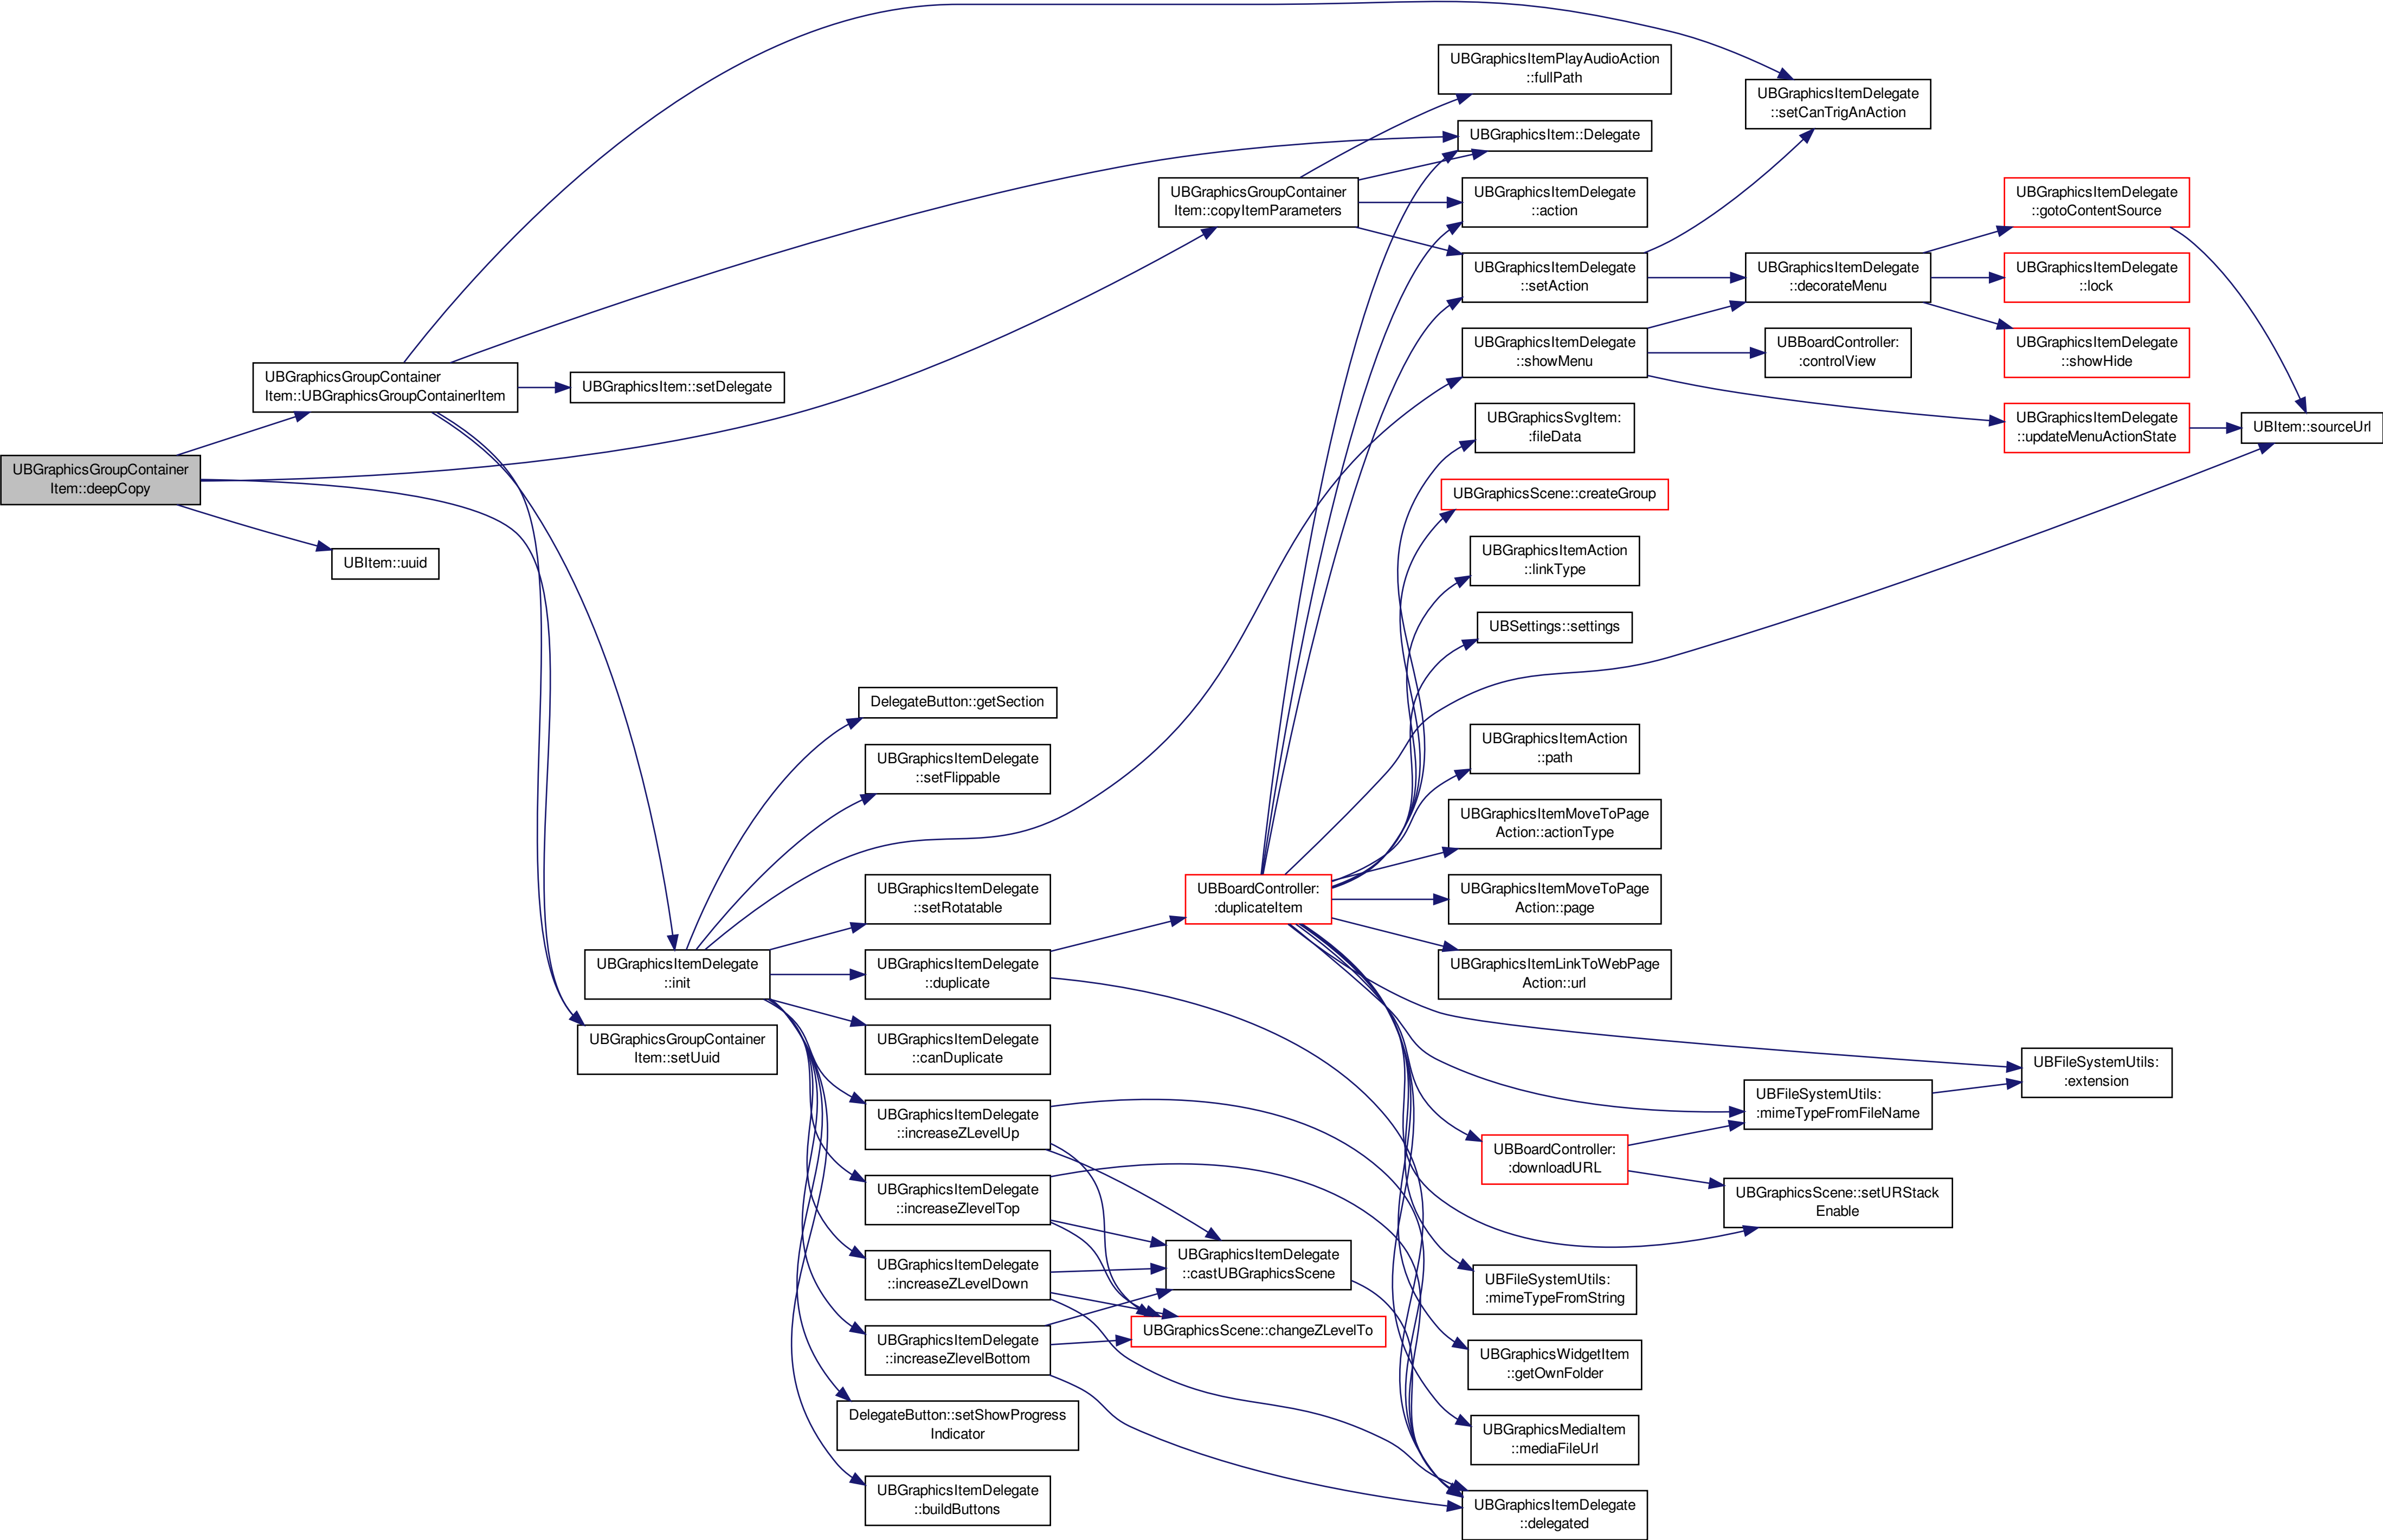 UBGraphicsGroupContainer
Item::deepCopy
UBGraphicsGroupContainer
Item::UBGraphicsGroupContainerItem
UBItem::uuid
UBGraphicsItem::setDelegate
UBGraphicsItemDelegate
::init
UBGraphicsGroupContainer
Item::setUuid
DelegateButton::getSection
UBGraphicsItemDelegate
::setFlippable
UBGraphicsItemDelegate
::setRotatable
UBGraphicsItemDelegate
::duplicate
UBGraphicsItemDelegate
::canDuplicate
UBGraphicsItemDelegate
::increaseZLevelUp
UBGraphicsItemDelegate
::increaseZlevelTop
UBGraphicsItemDelegate
::increaseZLevelDown
UBGraphicsItemDelegate
::increaseZlevelBottom
DelegateButton::setShowProgress
Indicator
UBGraphicsItemDelegate
::buildButtons
UBGraphicsGroupContainer
Item::copyItemParameters
UBBoardController:
:duplicateItem
UBGraphicsItemDelegate
::castUBGraphicsScene
UBGraphicsScene::changeZLevelTo
UBGraphicsItemPlayAudioAction
::fullPath
UBGraphicsItem::Delegate
UBGraphicsItemDelegate
::action
UBGraphicsItemDelegate
::setAction
UBGraphicsItemDelegate
::showMenu
UBGraphicsSvgItem:
:fileData
UBGraphicsScene::createGroup
UBGraphicsItemAction
::linkType
UBSettings::settings
UBGraphicsItemAction
::path
UBGraphicsItemMoveToPage
Action::actionType
UBGraphicsItemMoveToPage
Action::page
UBGraphicsItemLinkToWebPage
Action::url
UBBoardController:
:downloadURL
UBFileSystemUtils:
:mimeTypeFromString
UBGraphicsWidgetItem
::getOwnFolder
UBGraphicsMediaItem
::mediaFileUrl
UBGraphicsItemDelegate
::delegated
UBGraphicsItemDelegate
::setCanTrigAnAction
UBGraphicsItemDelegate
::decorateMenu
UBBoardController:
:controlView
UBFileSystemUtils:
:mimeTypeFromFileName
UBGraphicsScene::setURStack
Enable
UBGraphicsItemDelegate
::gotoContentSource
UBGraphicsItemDelegate
::lock
UBGraphicsItemDelegate
::showHide
UBGraphicsItemDelegate
::updateMenuActionState
UBFileSystemUtils:
:extension
UBItem::sourceUrl